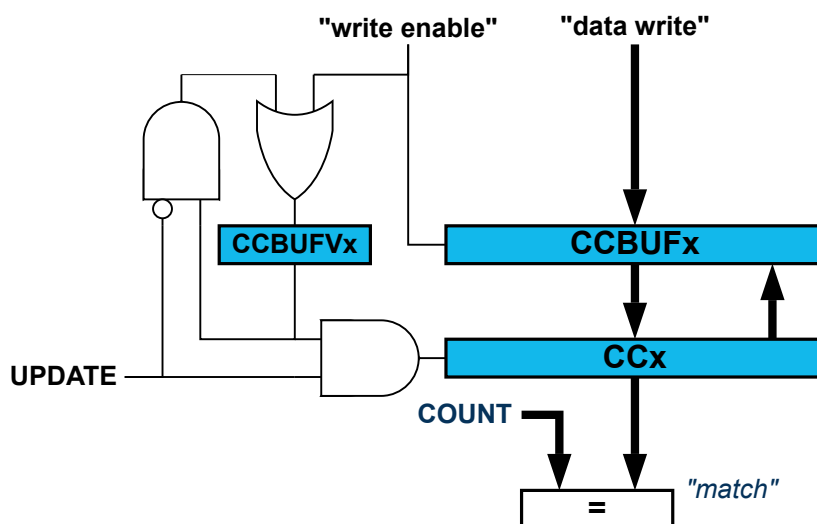 "write enable"
"data write"
CCBUFVx
CCBUFx
UPDATE
CCx
COUNT
"match"
=